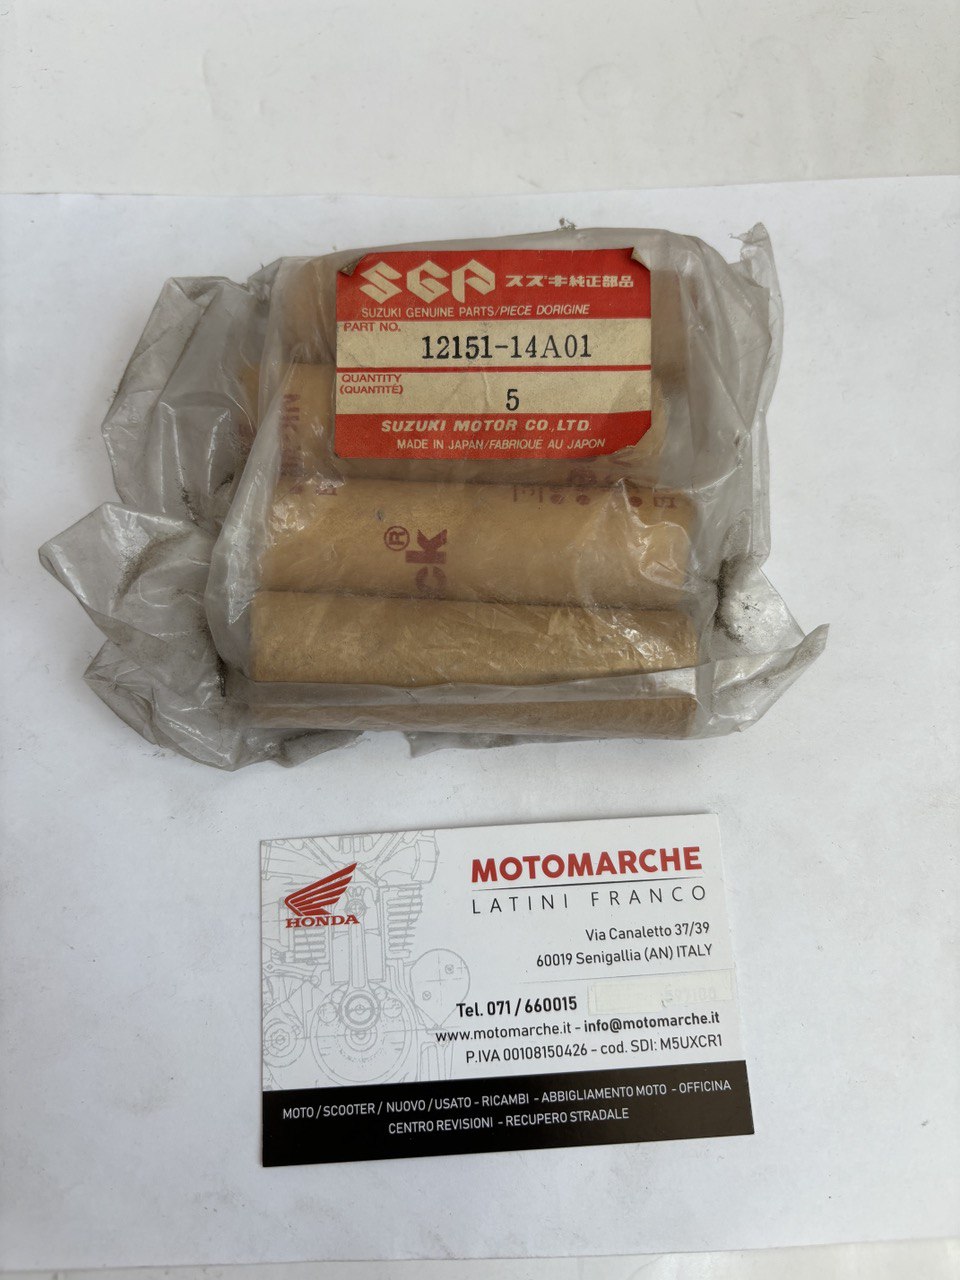 SGP スズキ純正部品
SUZUKI GENUINE PARTS/PIECE DORIGINE
PART NO.
12151-14A01
QUANTITY
(QUANTITÉ)
5
SUZUKI MOTOR CO.,LTD.
MADE IN JAPAN/FABRIQUE AU JAPON
®
CK
MOTOMARCHE
LATINI FRANCO
HONDA
Via Canaletto 37/39
60019 Senigallia (AN) ITALY
Tel. 071 / 660015
www.motomarche.it - info@motomarche.it
P.IVA 00108150426 - cod. SDI: M5UXCR1
MOTO / SCOOTER / NUOVO / USATO - RICAMBI - ABBIGLIAMENTO MOTO - OFFICINA
CENTRO REVISIONI - RECUPERO STRADALE